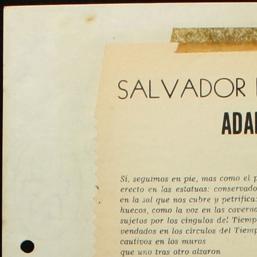 SALVADOR
ADA
Sí, seguimos en pie, mas como el
erecto en las estatuas: conservado
en la sal que nos cubre y petrifica:
huecos, como la voz en las caverna
sujetos por los cíngulos del Tiemp
vendados en los círculos del Tiemp
cautivos en los muros
que uno tras otro alzaron